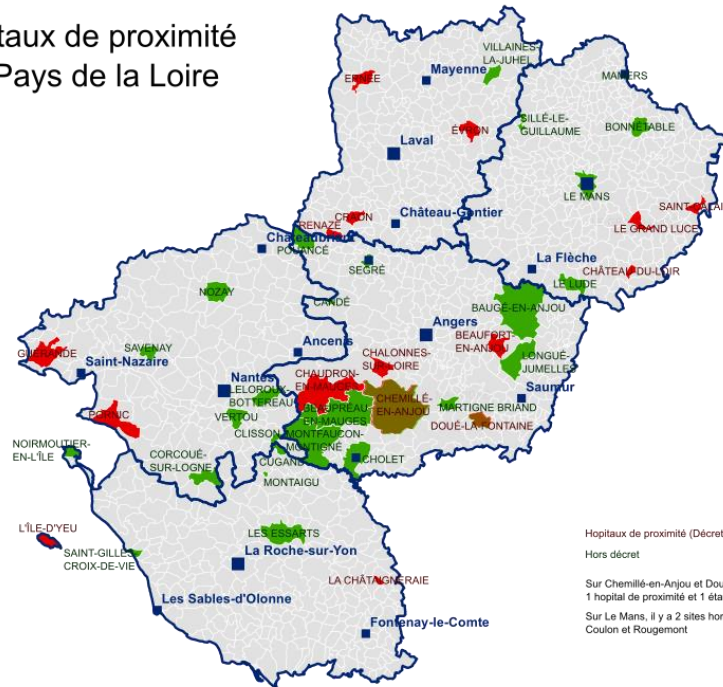 taux de proximité
Pays de la Loire
VILLAINES-
LA-JUHEL
Mayenne
ERNÉE
MAMERS
SILLÉ-LE-
GUILLAUME
BONNÉTABLE
ÉVRON
Laval
LE MANS
CRAON
RENAZÉ
Château-Gontier
SAINT-CALAI
LE GRAND LUCE
Châteaubriant
POUANCÉ
SEGRÉ
La Flèche
CHÂTEAU-DU-LOIR
LE LUDE
NOZAY
CANDÉ
BAUGÉ-EN-ANJOU
Angers
BEAUFORT-
EN-ANJOU
SAVENAY
Ancenis
GUÉRANDE
Saint-Nazaire
CHALONNES-
SUR-LOIRE
LONGUÉ-
JUMELLES
CHAUDRON-
EN-MAUGES
Nantes
LELOROUX-
BOTTEREAU
Saumur
CHEMILLÉ-
EN-ANJOU
BEAUPRÉAU-
EN-MAUGES
MARTIGNE BRIAND
PORNIC
VERTOU
DOUÉ-LA-FONTAINE
CLISSON
MONTFAUCON-
MONTIGNÉ
NOIRMOUTIER-
EN-L'ÎLE
CORCOUÉ-
SUR-LOGNE
CUGAND
CHOLET
MONTAIGU
L'ÎLE-D'YEU
LES ESSARTS
SAINT-GILLES
CROIX-DE-VIE
La Roche-sur-Yon
LA CHÂTAIGNERAIE
Les Sables-d'Olonne
Fontenay-le-Comte
Hopitaux de proximité (Décret
Hors décret
Sur Chemillé-en-Anjou et Dou
1 hopital de proximité et 1 éta
Sur Le Mans, il y a 2 sites hor
Coulon et Rougemont